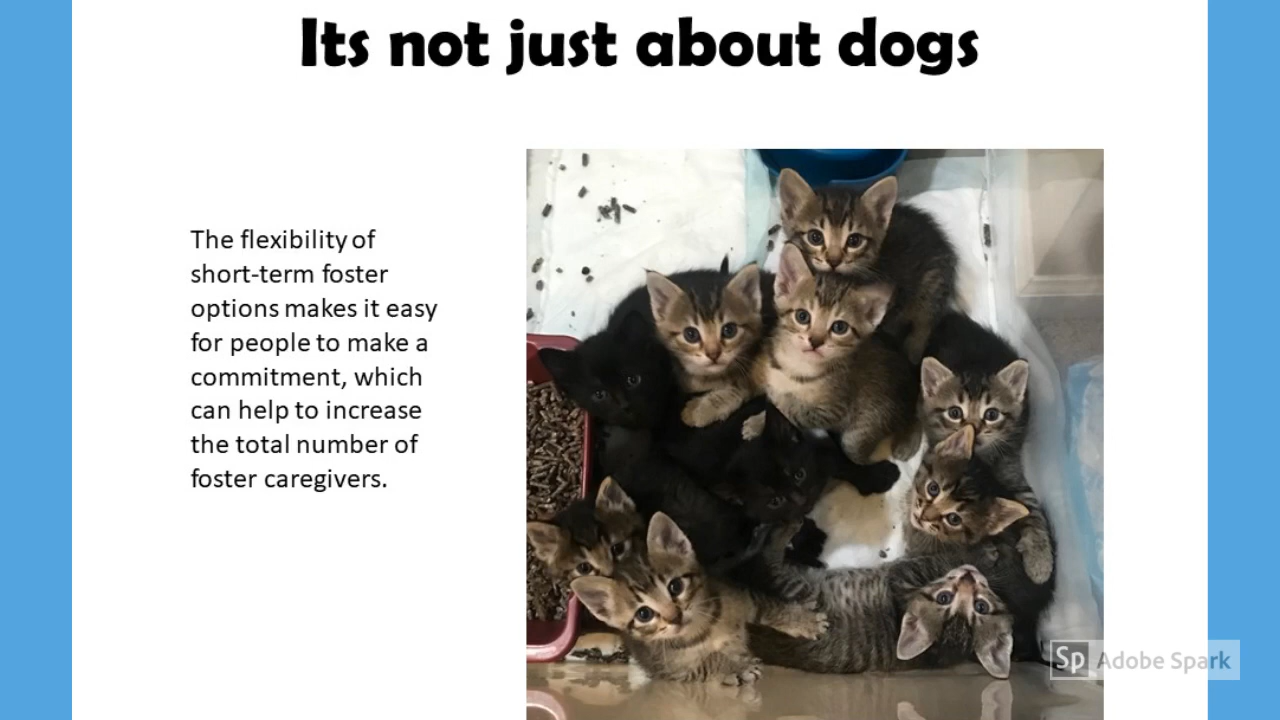 Its not just about dogs
The flexibility of
short-term foster
options makes it easy
for people to make a
commitment, which
can help to increase
the total number of
foster caregivers.
Sp Adobe Spark